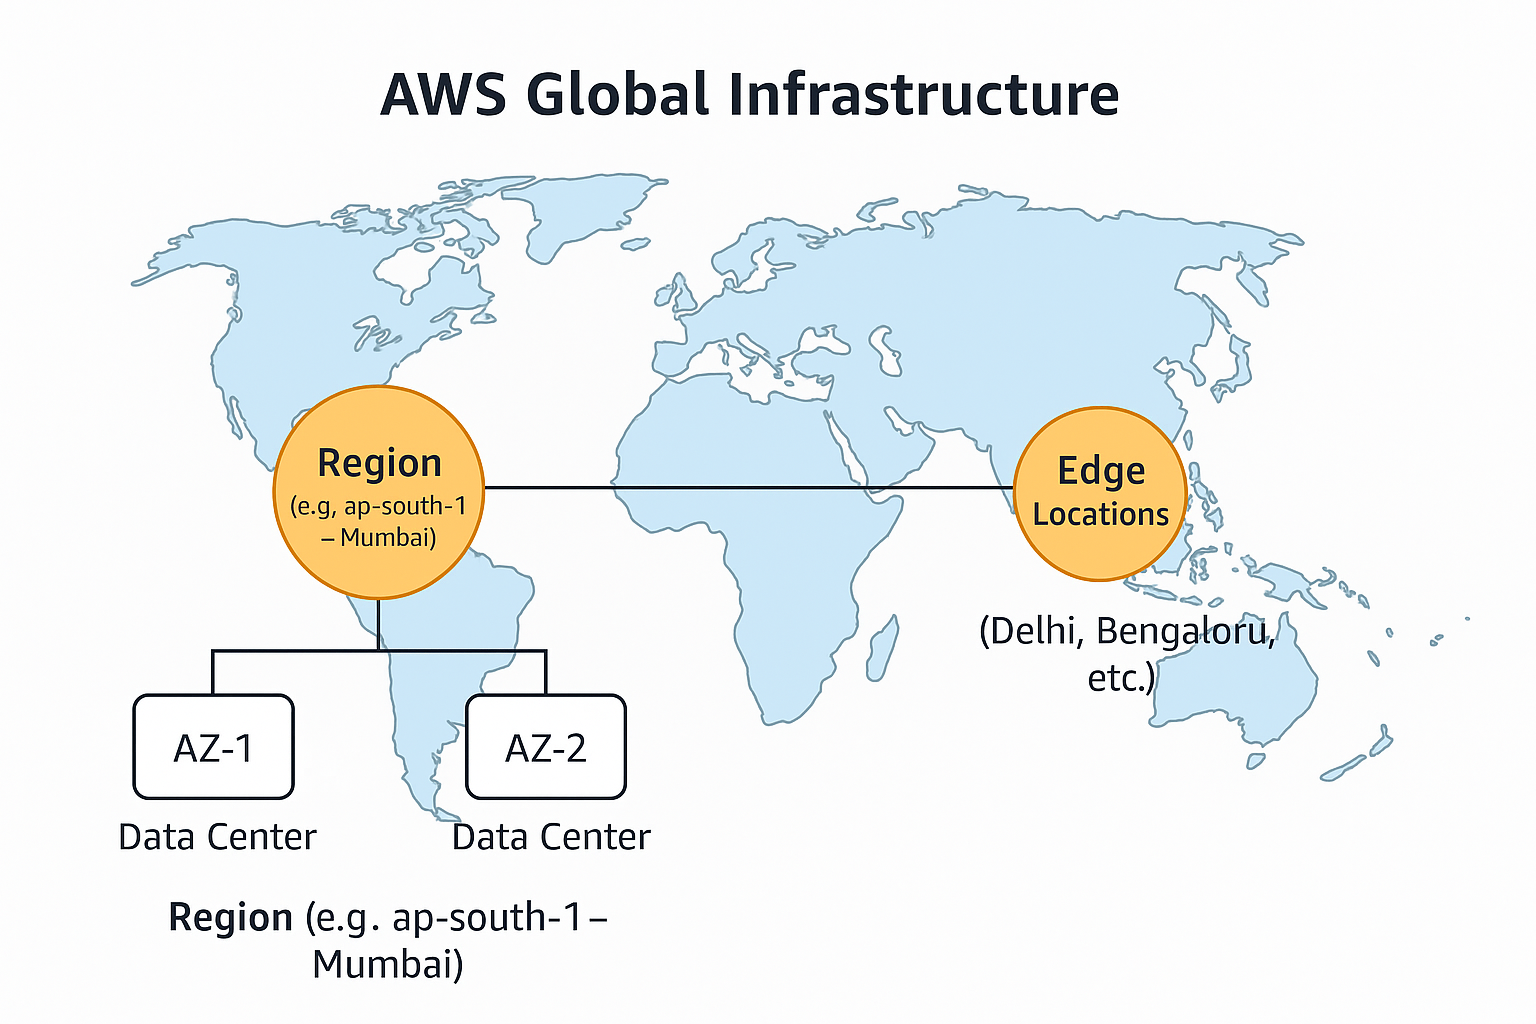 AWS Global Infrastructure
Region
(e.g, ap-south-1
– Mumbai)
Edge
Locations
(Delhi, Bengaloru,
etc.)
AZ-1
AZ-2
Data Center
Data Center
Region (e.g. ap-south-1–
Mumbai)